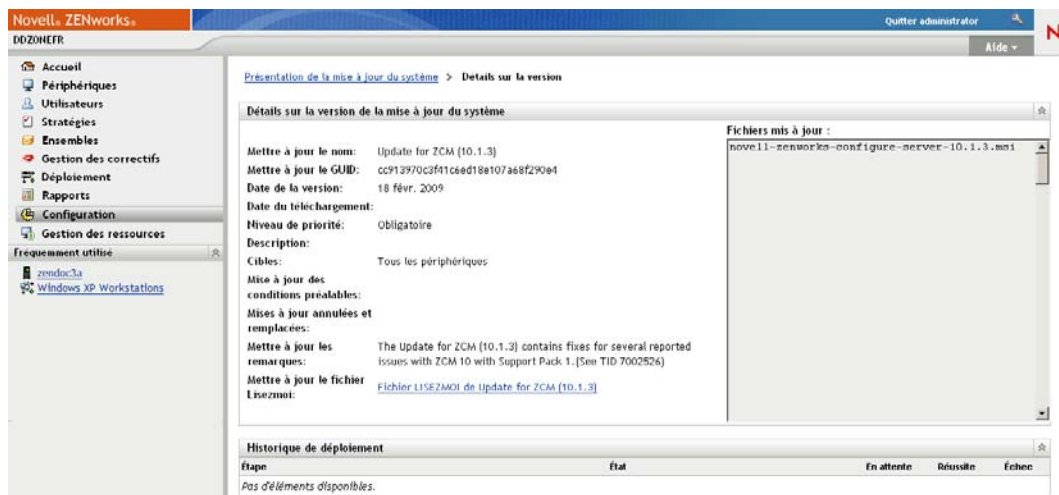 Novell® ZENworks®
Quitter administrator
N
DDZONEFR
Aide
Accueil
Périphériques
Utilisateurs
Stratégies
Ensembles
Gestion des correctifs
Déploiement
Rapports
Configuration
Gestion des ressources
Fréquemment utilisé
zendoc3a
Windows XP Workstations
Présentation de la mise à jour du système > Détails sur la version
Détails sur la version de la mise à jour du système
Mettre à jour le nom: Update for ZCM (10.1.3)
Mettre à jour le GUID: cc913970c3f41c6ed18e107a68f290e4
Date de la version: 18 févr. 2009
Date du téléchargement:
Niveau de priorité: Obligatoire
Description:
Cibles: Tous les périphériques
Mise à jour des
conditions préalables:
Mises à jour annulées et
remplacées:
Mettre à jour les
remarques:
The Update for ZCM (10.1.3) contains fixes for several reported
issues with ZCM 10 with Support Pack 1.(See TID 7002526)
Mettre à jour le fichier
Lisezmoi:
Fichier LISEZMOI de Update for ZCM (10.1.3)
Fichiers mis à jour :
novell-zenworks-configure-server-10.1.3.msi
Historique de déploiement
Étape État En attente Réussite Échec
Pas d'éléments disponibles.